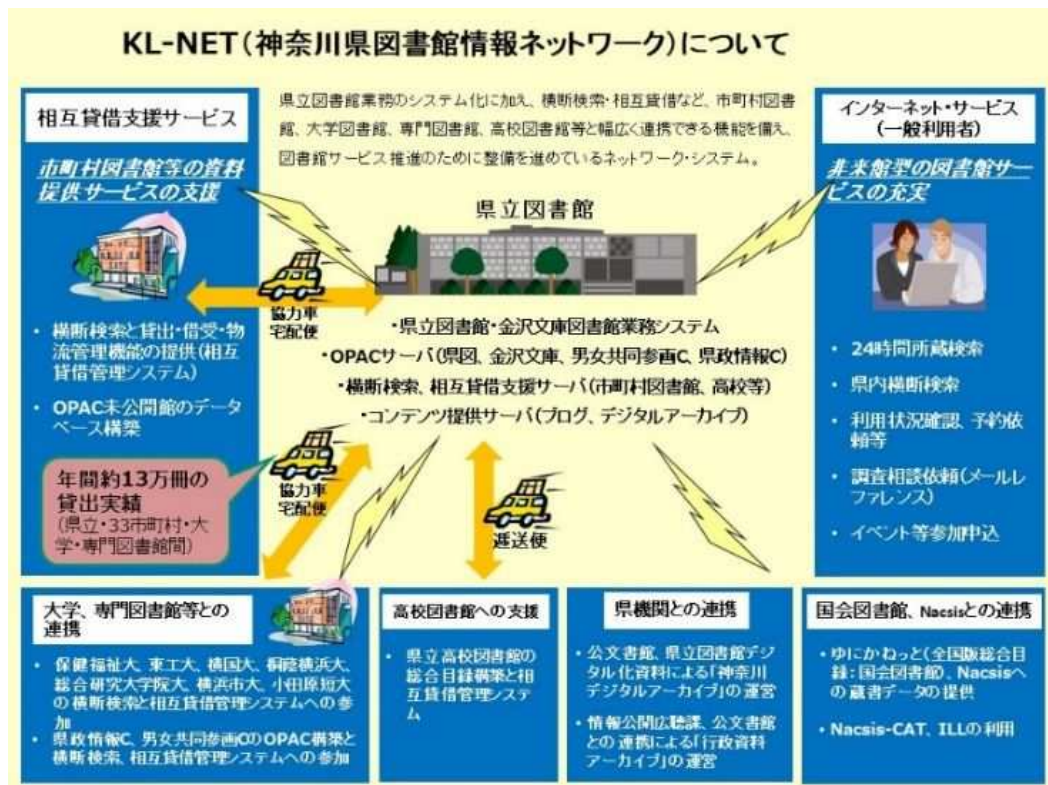 KL-NET(神奈川県図書館情報ネットワーク)について
相互貸借支援サービス
市町村図書館等の資料
提供サービスの支援
・ 横断検索と貸出・借受・物
流管理機能の提供(相互
貸借管理システム)
・ OPAC未公開館のデータ
ベース構築
年間約13万冊の
貸出実績
(県立・33市町村・大
学・専門図書館間)
県立図書館業務のシステム化に加え、横断検索・相互貸借など、市町村図書
館、大学図書館、専門図書館、高校図書館等と幅広く連携できる機能を備え、
図書館サービス推進のために整備を進めているネットワーク・システム。
県立図書館
協力車
宅配便
・県立図書館・金沢文庫図書館業務システム
・OPACサーバ(県図、金沢文庫、男女共同参画C、県政情報C)
・横断検索、相互貸借支援サーバ(市町村図書館、高校等)
・コンテンツ提供サーバ(ブログ、デジタルアーカイブ)
協力車
宅配便
逓送便
インターネット・サービス
(一般利用者)
非来館型の図書館サー
ビスの充実
・ 24時間所蔵検索
・ 県内横断検索
・ 利用状況確認、予約依
頼等
・ 調査相談依頼(メールレ
ファレンス)
・ イベント等参加申込
大学、専門図書館等との
連携
・ 保健福祉大、東工大、横国大、桐蔭横浜大、
総合研究大学院大、横浜市大、小田原短大
の横断検索と相互貸借管理システムへの参
加
・ 県政情報C、男女共同参画CのOPAC構築と
横断検索、相互貸借管理システムへの参加
高校図書館への支援
・ 県立高校図書館の
総合目録構築と相
互貸借管理システ
ム
県機関との連携
・ 公文書館、県立図書館デジ
タル化資料による「神奈川
デジタルアーカイブ」の運営
・ 情報公開広聴課、公文書館
との連携による「行政資料
アーカイブ」の運営
国会図書館、Nacsisとの連携
・ ゆにかねっと(全国版総合目
録：国会図書館)、Nacsisへ
の蔵書データの提供
・ Nacsis-CAT、ILLの利用